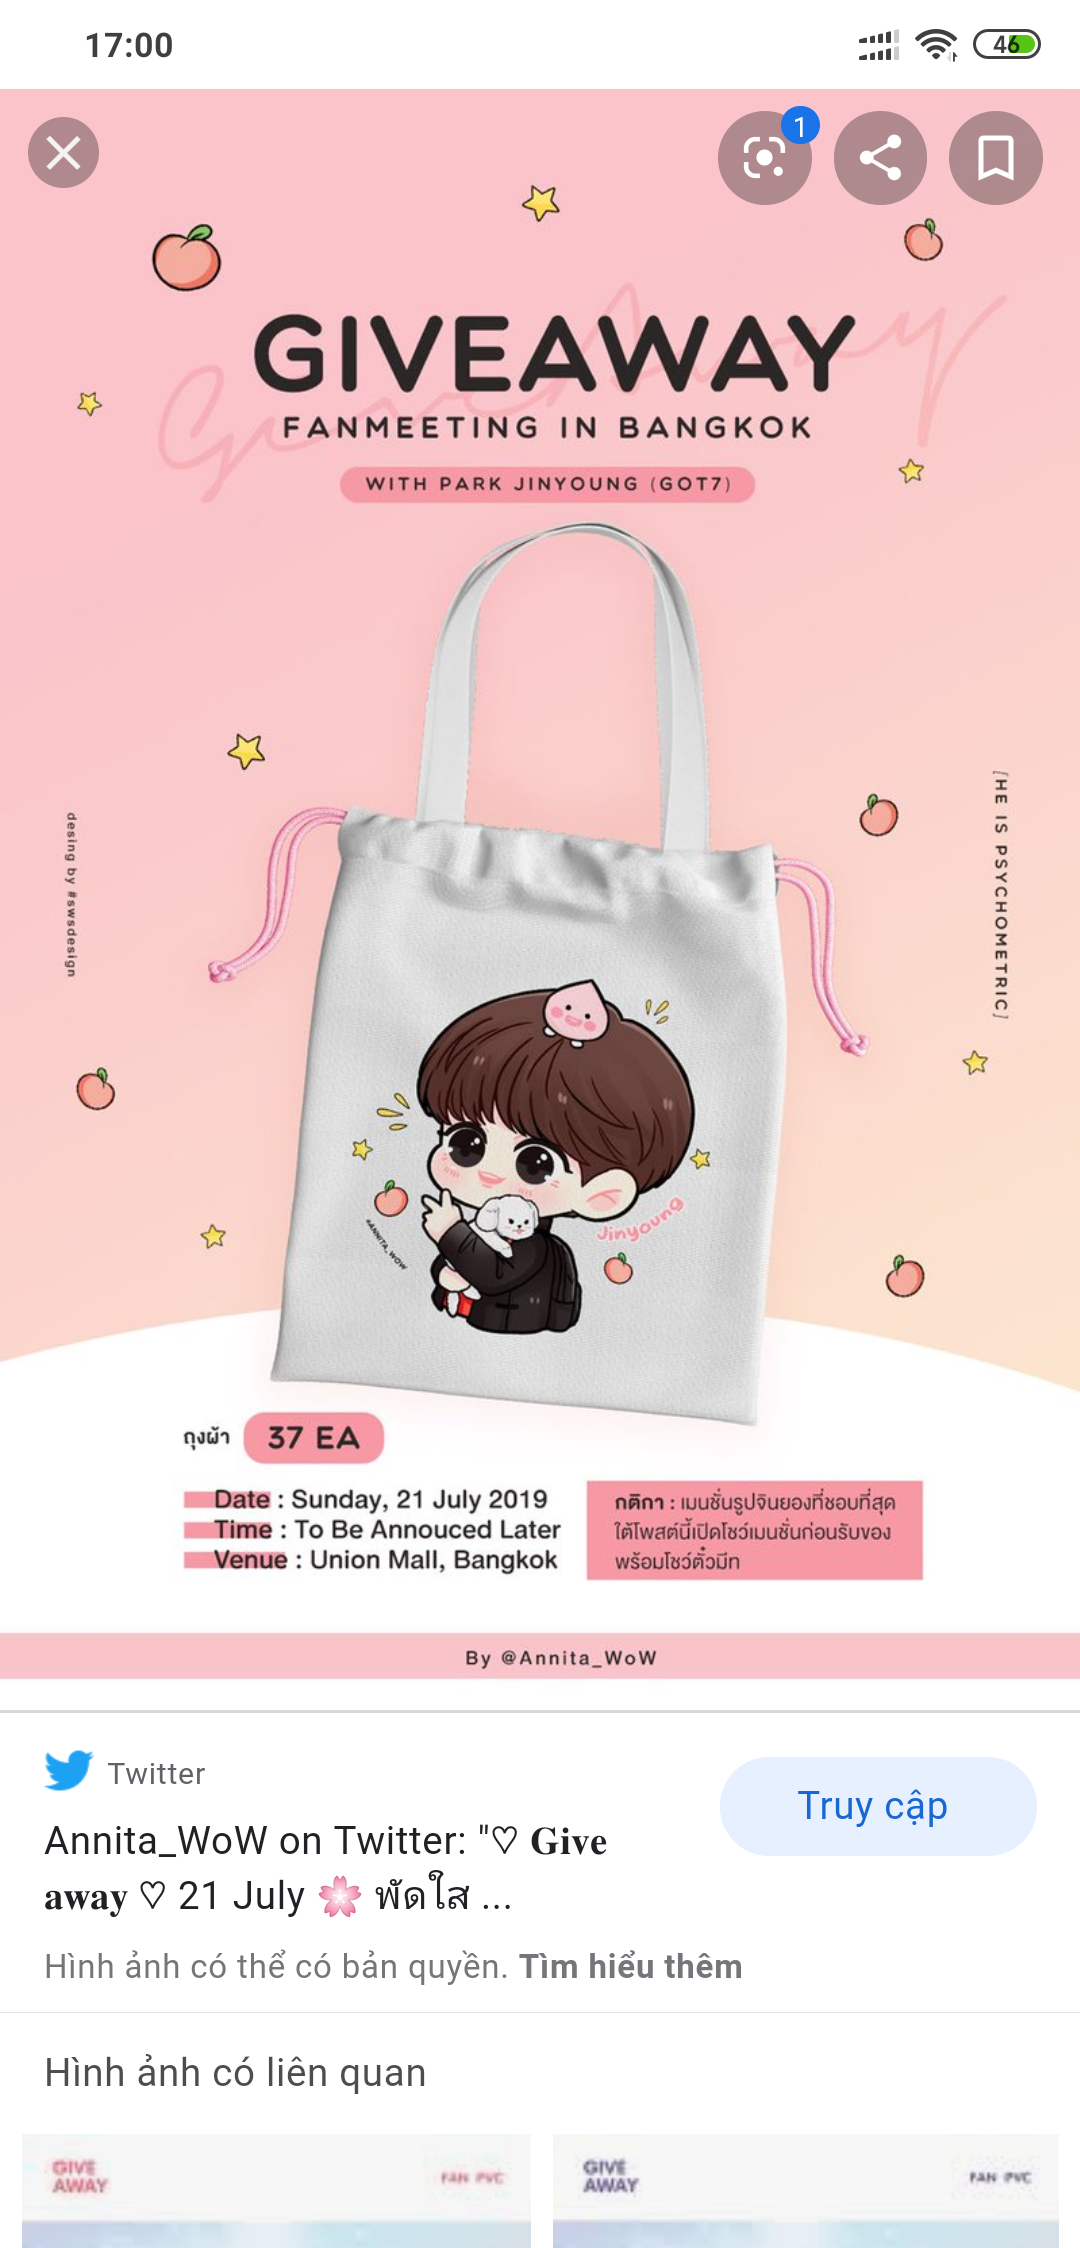 17:00
46
1
GiveAway
GIVEAWAY
FANMEETING IN BANGKOK
WITH PARK JINYOUNG (GOT7)
desing by #swsdesign
[HE IS PSYCHOMETRIC]
Jinyoung
#ANNITA_WOW
ถุงผ้า 37 EA
Date : Sunday, 21 July 2019
Time : To Be Annouced Later
Venue : Union Mall, Bangkok
กติกา : เมนชั่นรูปจินยองที่ชอบที่สุด
ใต้โพสต์นี้เปิดโชว์เมนชั่นก่อนรับของ
พร้อมโชว์ตั๋วมีท
By @Annita_WoW
Twitter
Truy cập
Annita_WoW on Twitter: "♡ 𝐆𝐢𝐯𝐞
𝐚𝐰𝐚𝐲 ♡ 21 July 🌸 พัดใส ...
Hình ảnh có thể có bản quyền. Tìm hiểu thêm
Hình ảnh có liên quan
GIVE
AWAY
FAN PVC
GIVE
AWAY
FAN PVC